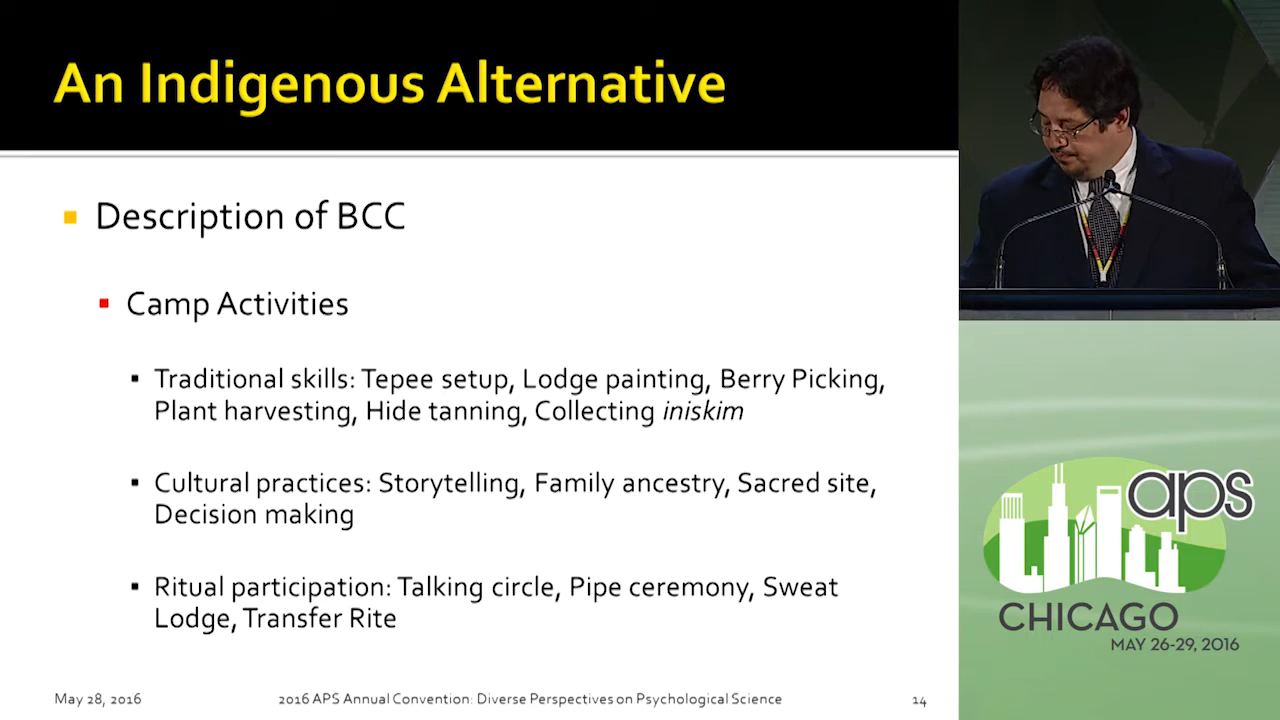 An Indigenous Alternative
Description of BCC
Camp Activities
Traditional skills: Tepee setup, Lodge painting, Berry Picking,
Plant harvesting, Hide tanning, Collecting iniskim
Cultural practices: Storytelling, Family ancestry, Sacred site,
Decision making
Ritual participation: Talking circle, Pipe ceremony, Sweat
Lodge, Transfer Rite
May 28, 2016
2016 APS Annual Convention: Diverse Perspectives on Psychological Science
14
aps
CHICAGO
MAY 26-29, 2016